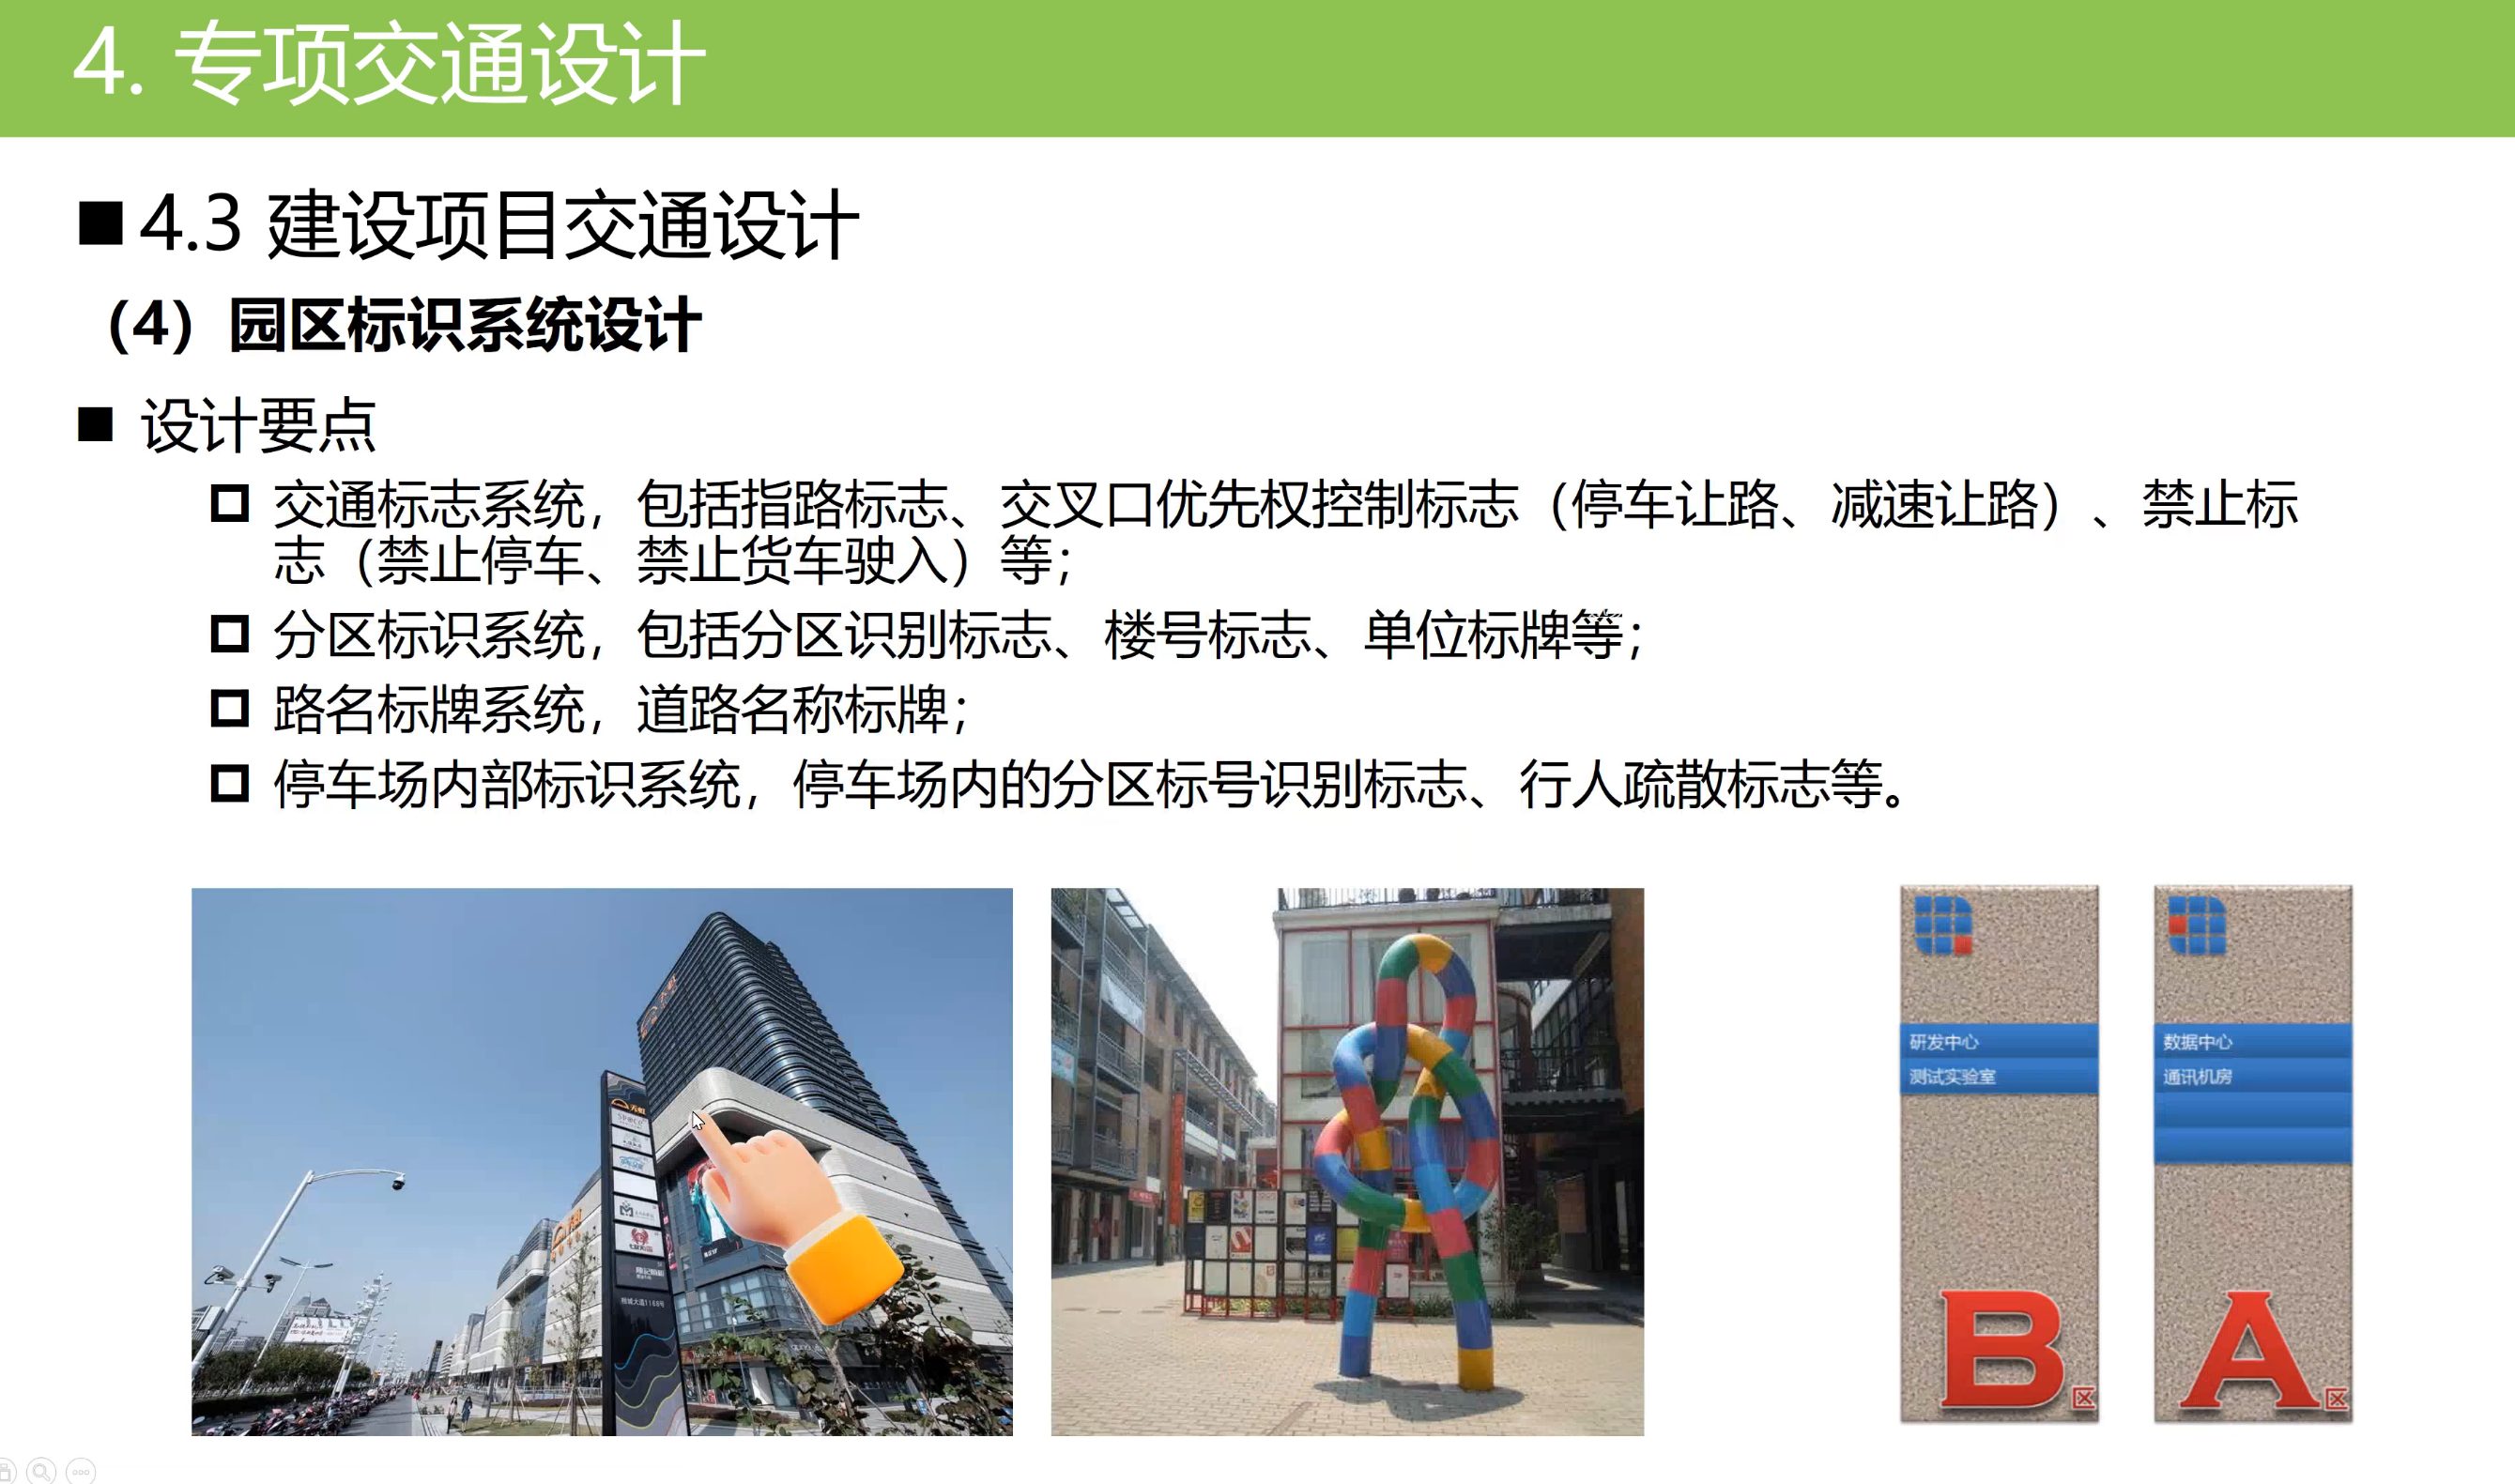 4. 专项交通设计
4.3 建设项目交通设计
（4）园区标识系统设计
设计要点
交通标志系统，包括指路标志、交叉口优先权控制标志（停车让路、减速让路）、禁止标
志（禁止停车、禁止货车驶入）等；
分区标识系统，包括分区识别标志、楼号标志、单位标牌等；
路名标牌系统，道路名称标牌；
停车场内部标识系统，停车场内的分区标号识别标志、行人疏散标志等。
天虹
研发中心
测试实验室
B区
数据中心
通讯机房
A区